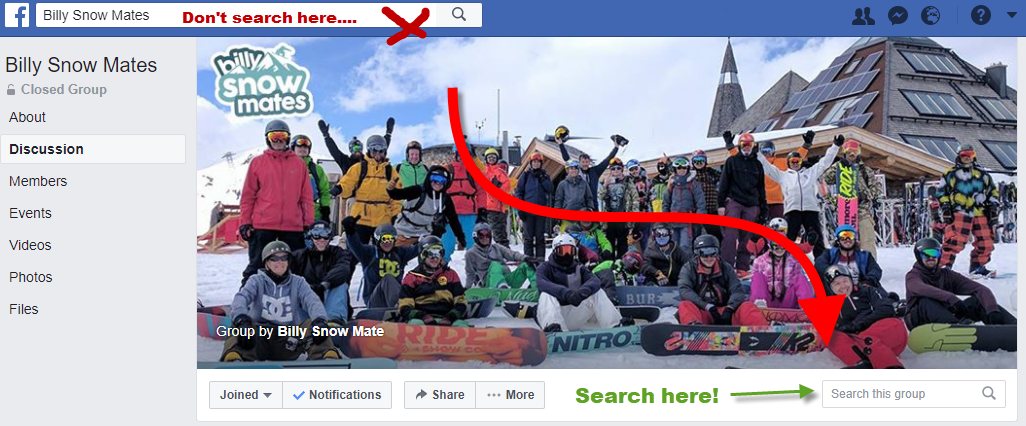 Billy Snow Mates
Don't search here....
billy
snow
mates
Billy Snow Mates
Closed Group
About
Discussion
Members
Events
Videos
Photos
Files
RIDE
BUR
RIDE
SNOW CO.
NITRO
Group by Billy Snow Mate
Joined
Notifications
Share
More
Search here!
Search this group